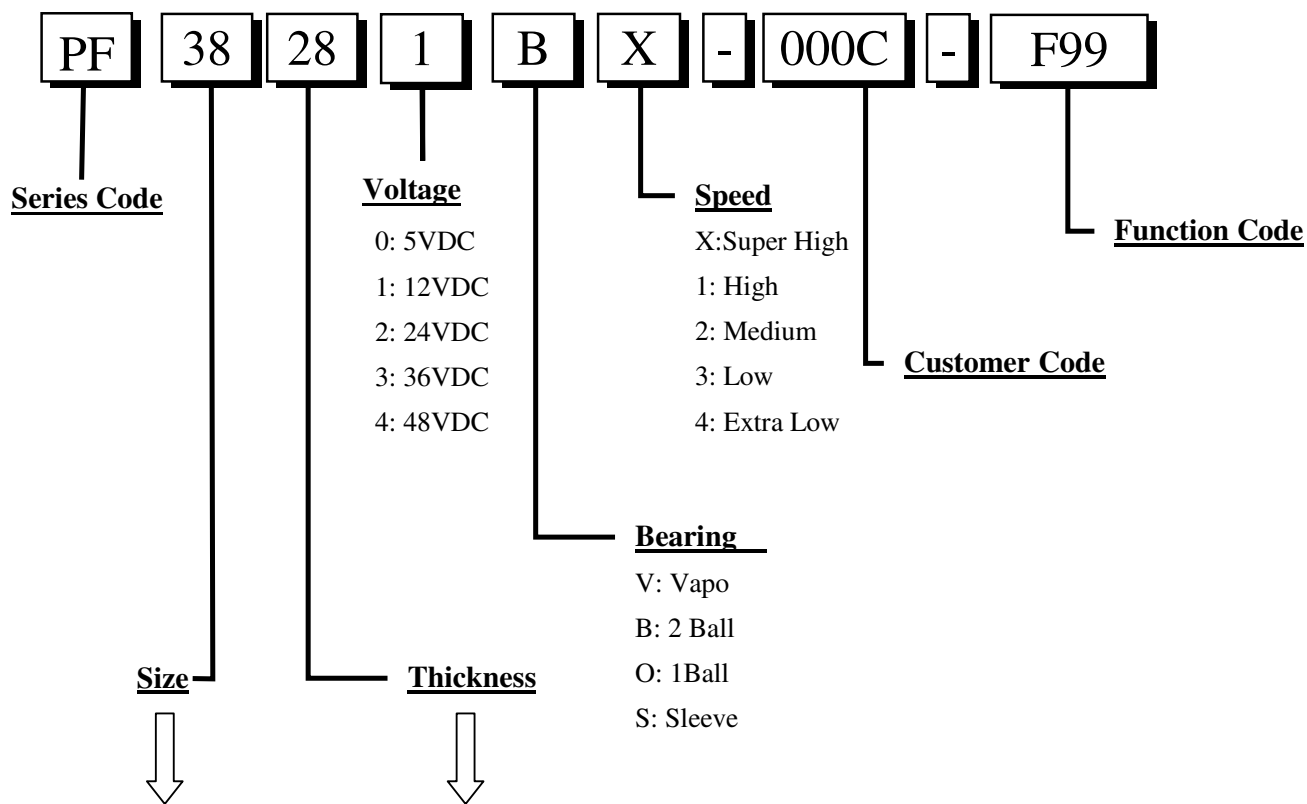 PF 38 28 1 B X - 000C - F99
Series Code
Voltage
0: 5VDC
1: 12VDC
2: 24VDC
3: 36VDC
4: 48VDC
Speed
X:Super High
1: High
2: Medium
3: Low
4: Extra Low
Function Code
Customer Code
Bearing
V: Vapo
B: 2 Ball
O: 1Ball
S: Sleeve
Size
Thickness